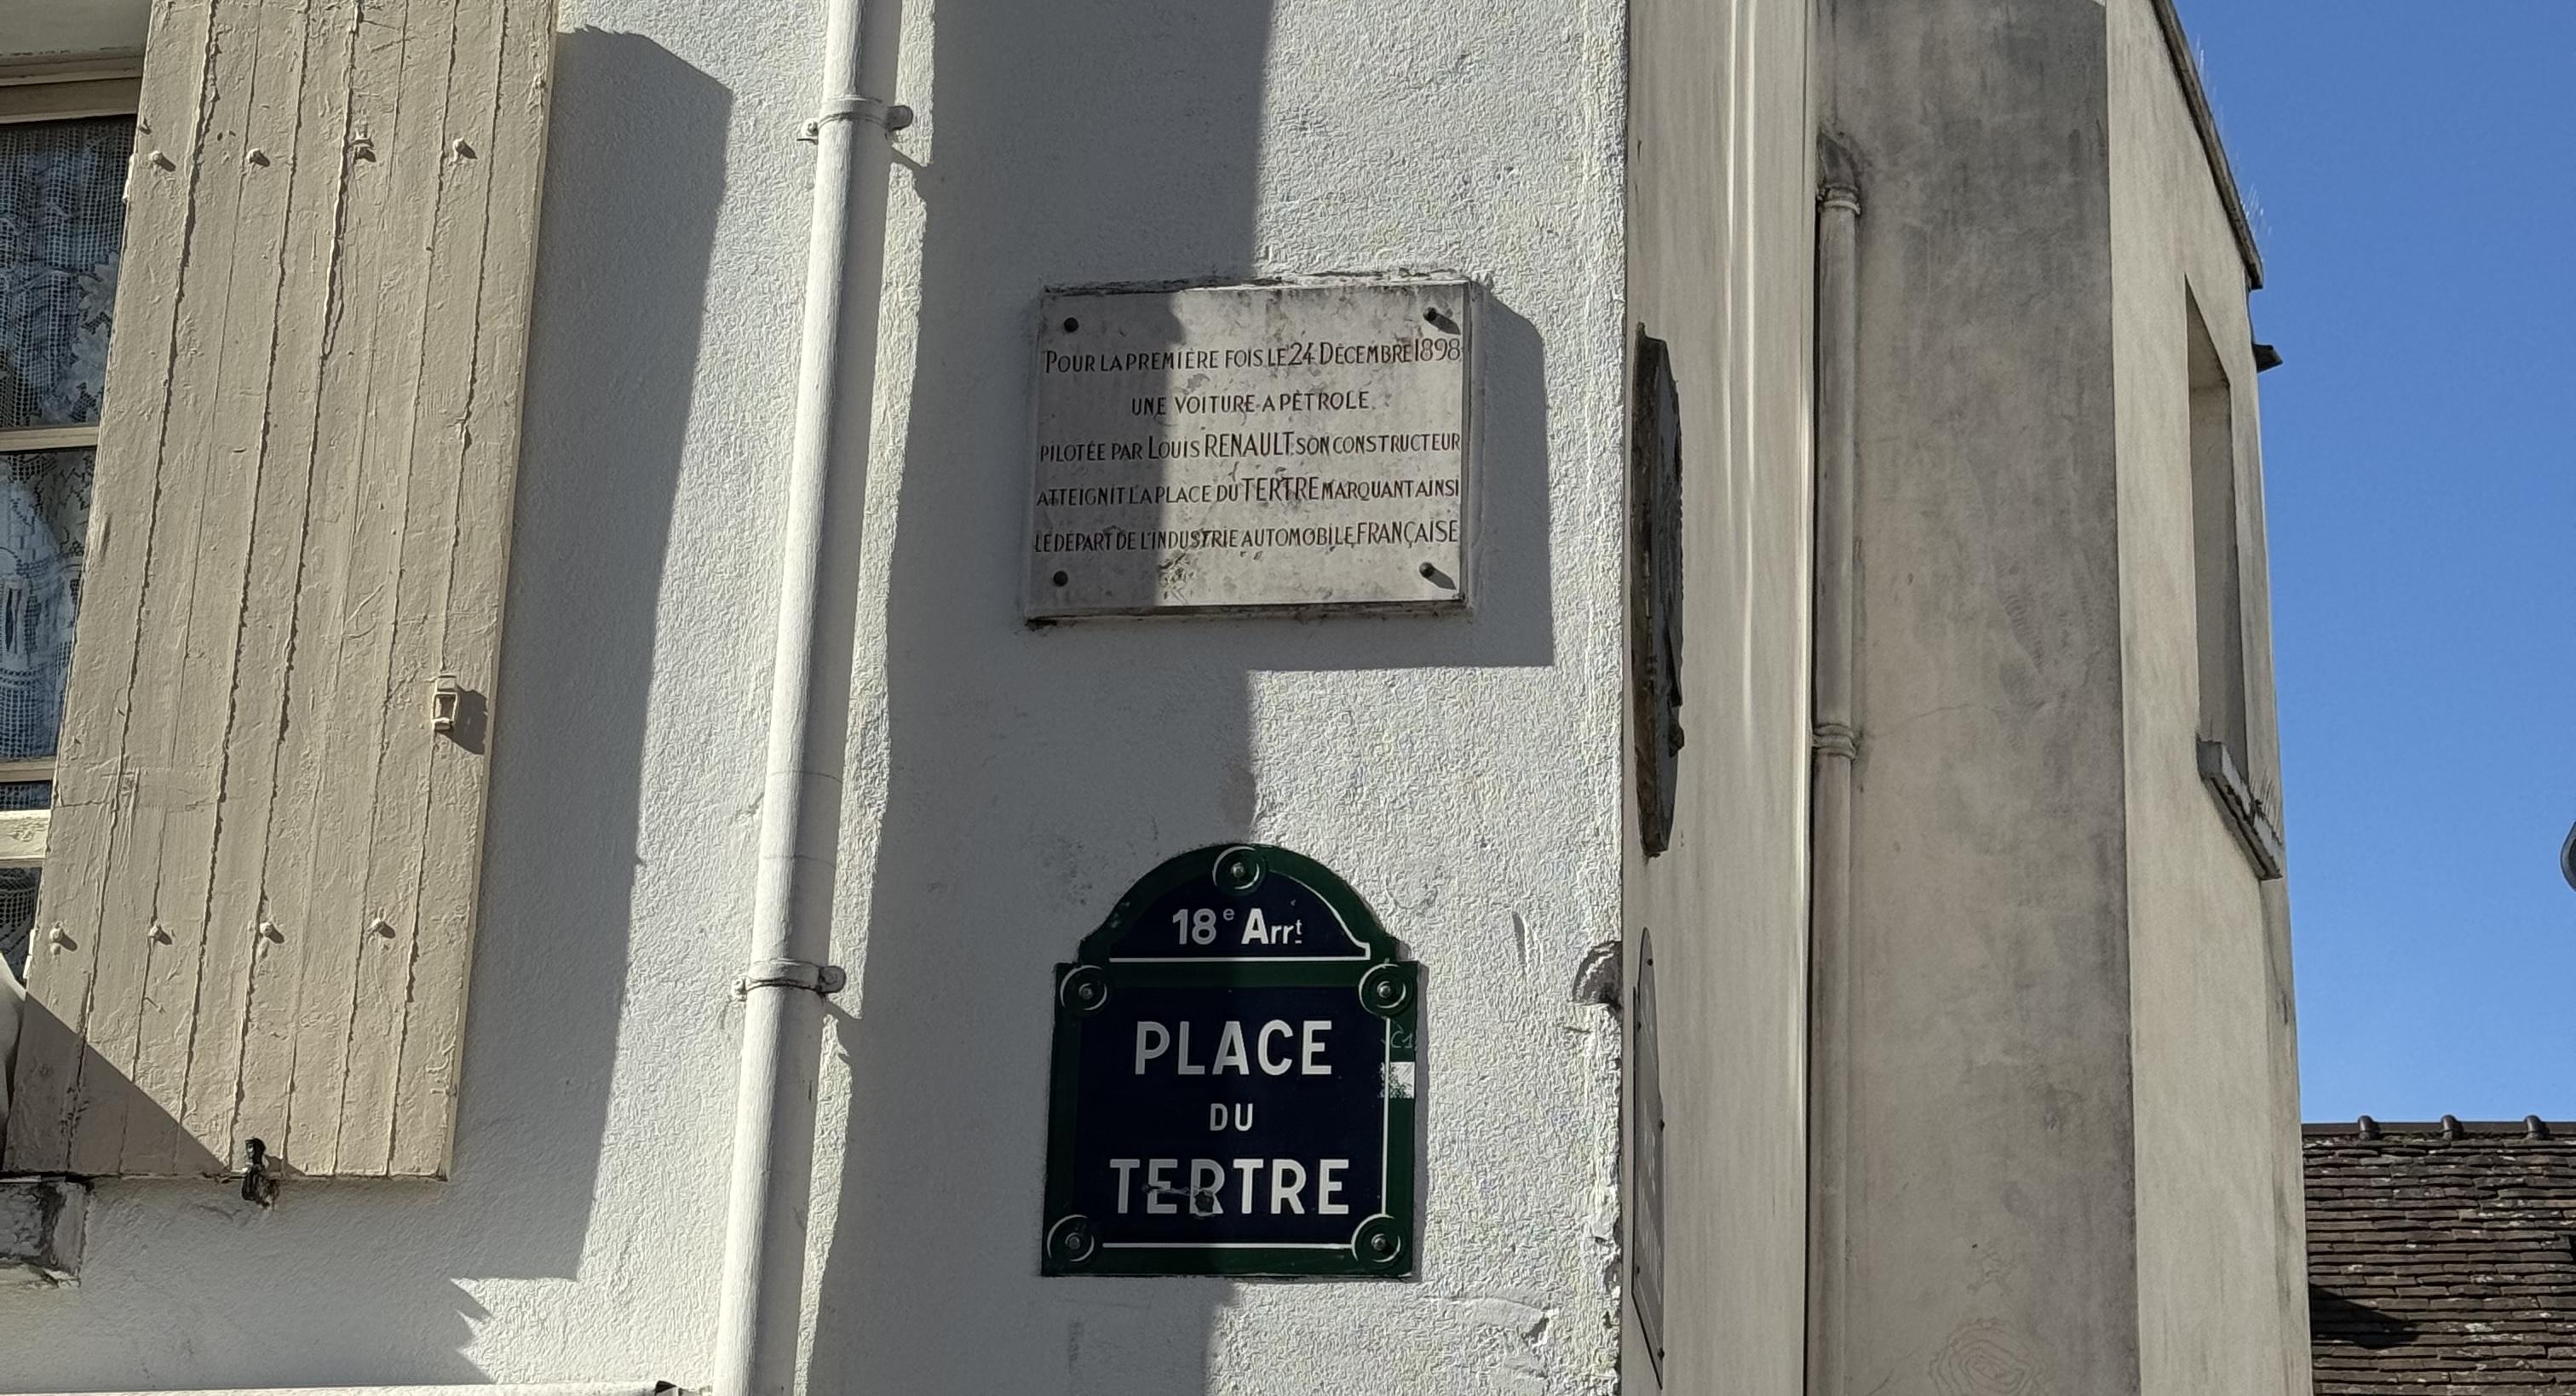 POUR LA PREMIÈRE FOIS LE 24 DÉCEMBRE 1898
UNE VOITURE A PÉTROLE
PILOTÉE PAR LOUIS RENAULT SON CONSTRUCTEUR
ATTEIGNIT LA PLACE DU TERTRE MARQUANT AINSI
LE DÉPART DE L'INDUSTRIE AUTOMOBILE FRANÇAISE
18e Arrt
PLACE
DU
TERTRE